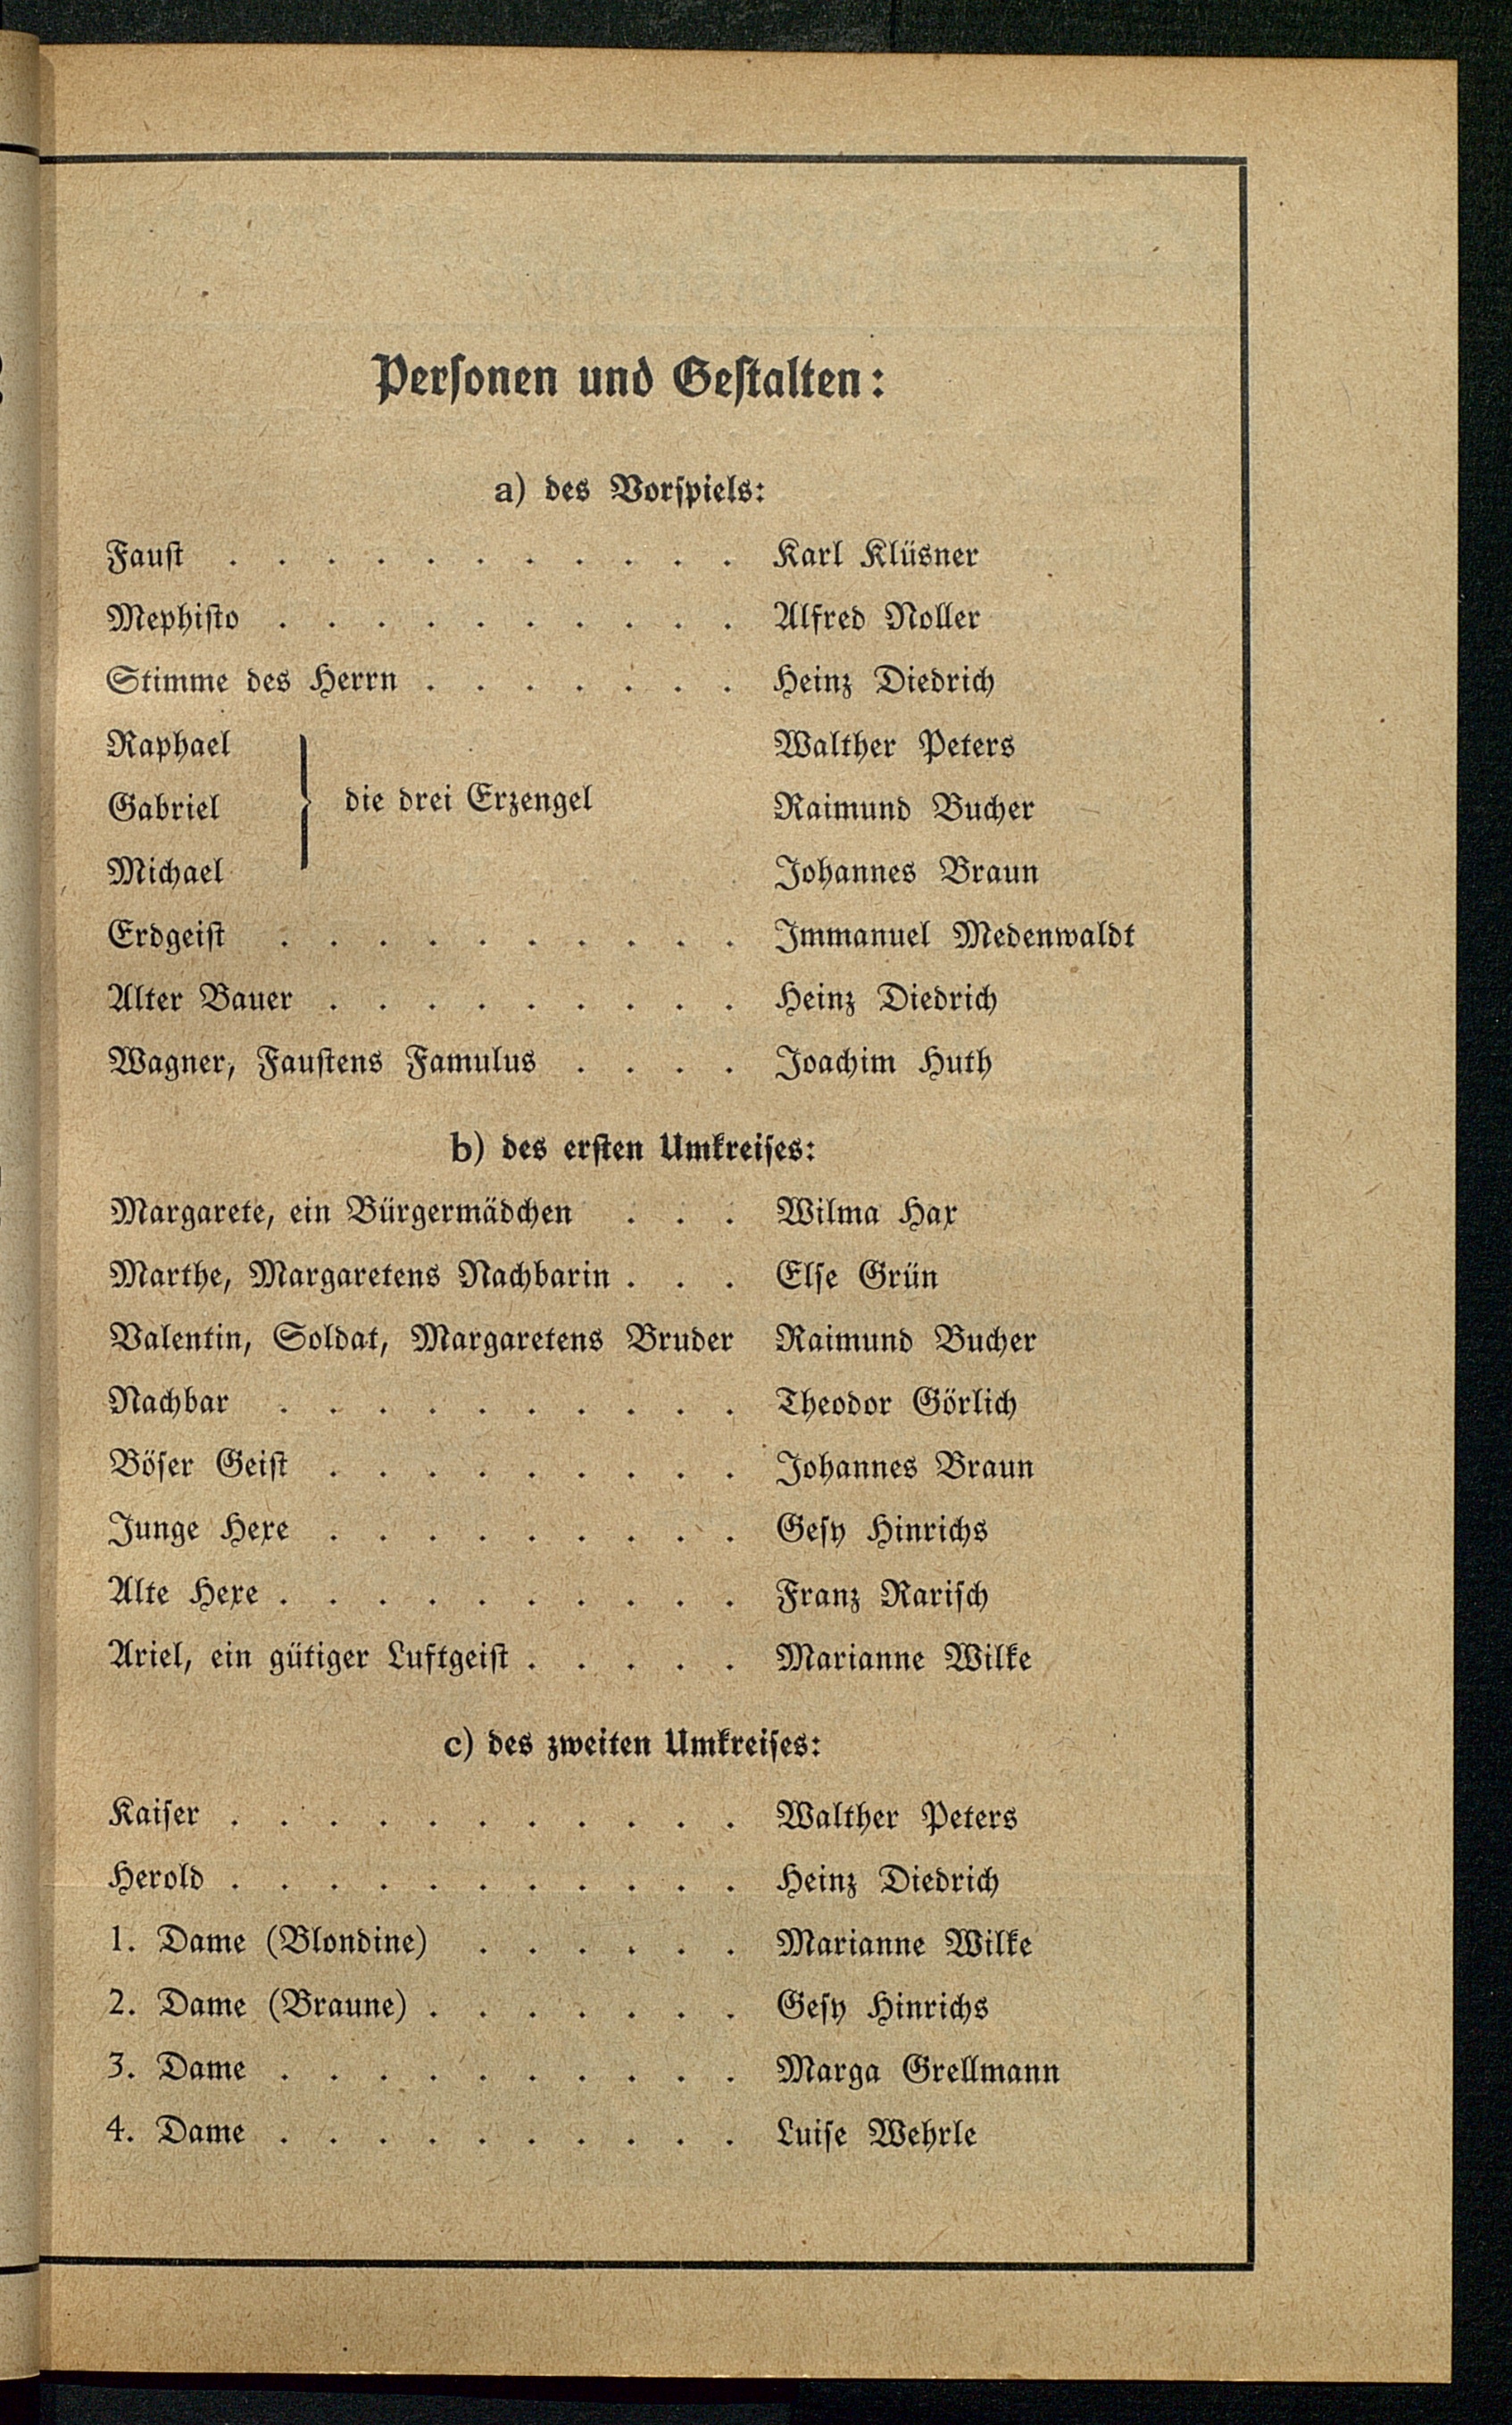 Personen und Gestalten:
a) des Vorspiels:
Faust . . . . . . . . . . . Karl Klüsner
Mephisto . . . . . . . . . . Alfred Noller
Stimme des Herrn . . . . . . . Heinz Diedrich
Raphael Walther Peters
Gabriel } die drei Erzengel Raimund Bucher
Michael Johannes Braun
Erdgeist . . . . . . . . . . Immanuel Medenwaldt
Alter Bauer . . . . . . . . . Heinz Diedrich
Wagner, Faustens Famulus . . . . Joachim Huth
b) des ersten Umkreises:
Margarete, ein Bürgermädchen . . . Wilma Hax
Marthe, Margaretens Nachbarin . . . Else Grün
Valentin, Soldat, Margaretens Bruder Raimund Bucher
Nachbar . . . . . . . . . . Theodor Görlich
Böser Geist . . . . . . . . . Johannes Braun
Junge Hexe . . . . . . . . . Gesy Hinrichs
Alte Hexe . . . . . . . . . . Franz Rarisch
Ariel, ein gütiger Luftgeist . . . . . Marianne Wilke
c) des zweiten Umkreises:
Kaiser . . . . . . . . . . . Walther Peters
Herold . . . . . . . . . . . Heinz Diedrich
1. Dame (Blondine) . . . . . . Marianne Wilke
2. Dame (Braune) . . . . . . . Gesy Hinrichs
3. Dame . . . . . . . . . . Marga Grellmann
4. Dame . . . . . . . . . . Luise Wehrle